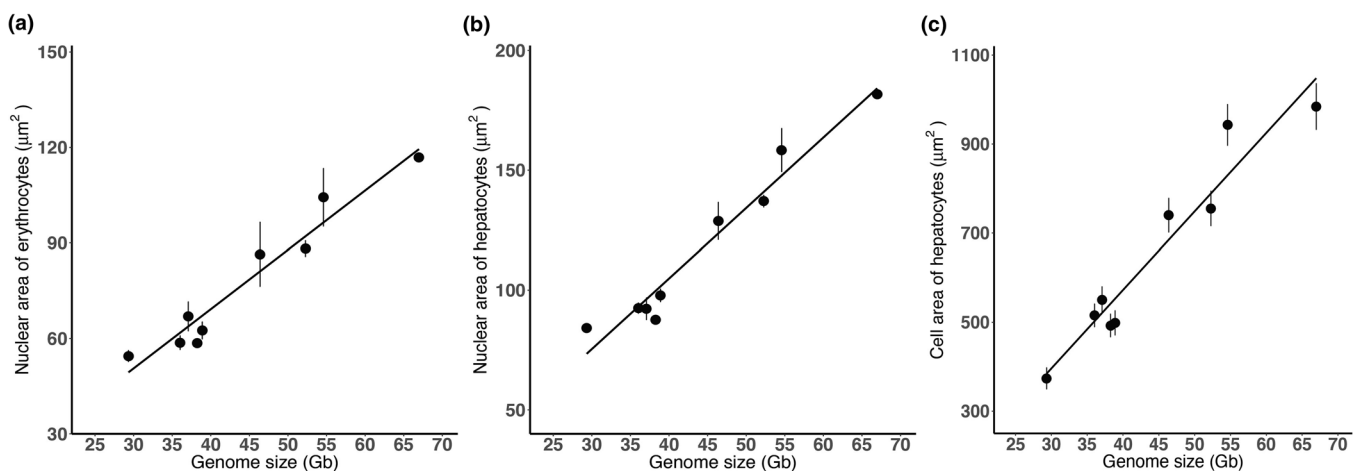 (a)
150
120
90
60
30
Nuclear area of erythrocytes (μm²)
25 30 35 40 45 50 55 60 65 70
Genome size (Gb)
(b)
200
150
100
50
Nuclear area of hepatocytes (μm²)
25 30 35 40 45 50 55 60 65 70
Genome size (Gb)
(c)
1100
900
700
500
300
Cell area of hepatocytes (μm²)
25 30 35 40 45 50 55 60 65 70
Genome size (Gb)